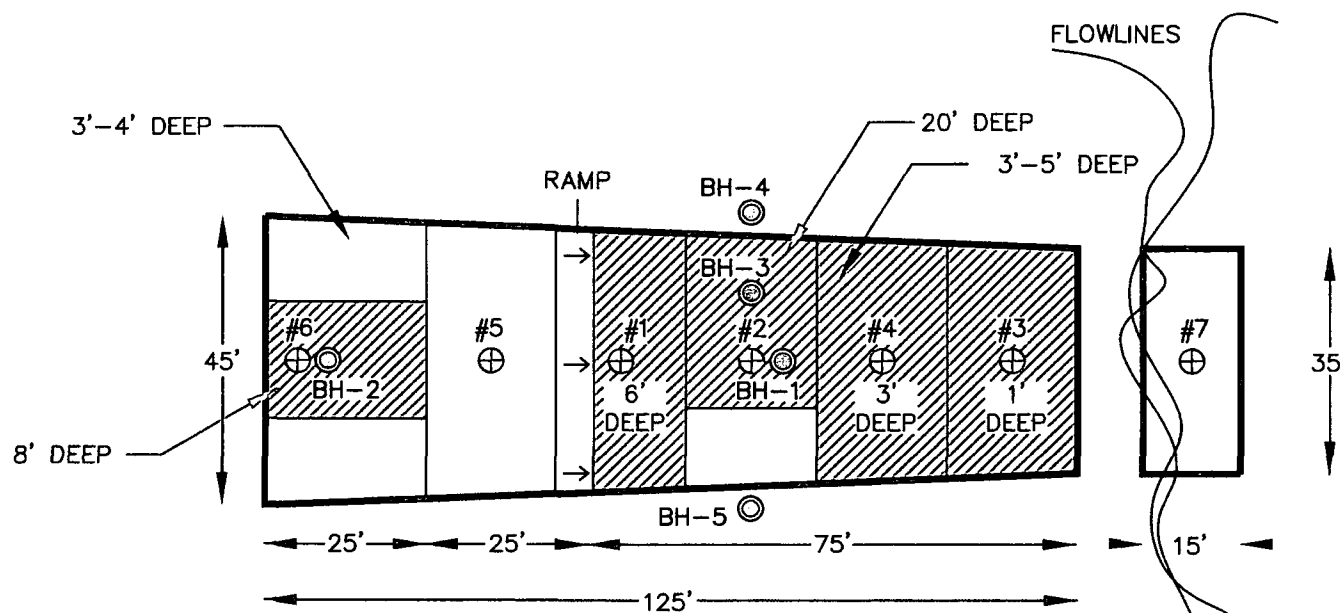 FLOWLINES
3'-4' DEEP
20' DEEP
3'-5' DEEP
RAMP
BH-4
BH-3
#6
#5
#1
#2
#4
#3
#7
45'
35
BH-2
BH-1
6'
DEEP
3'
DEEP
1'
DEEP
8' DEEP
BH-5
25'
25'
75'
15'
125'